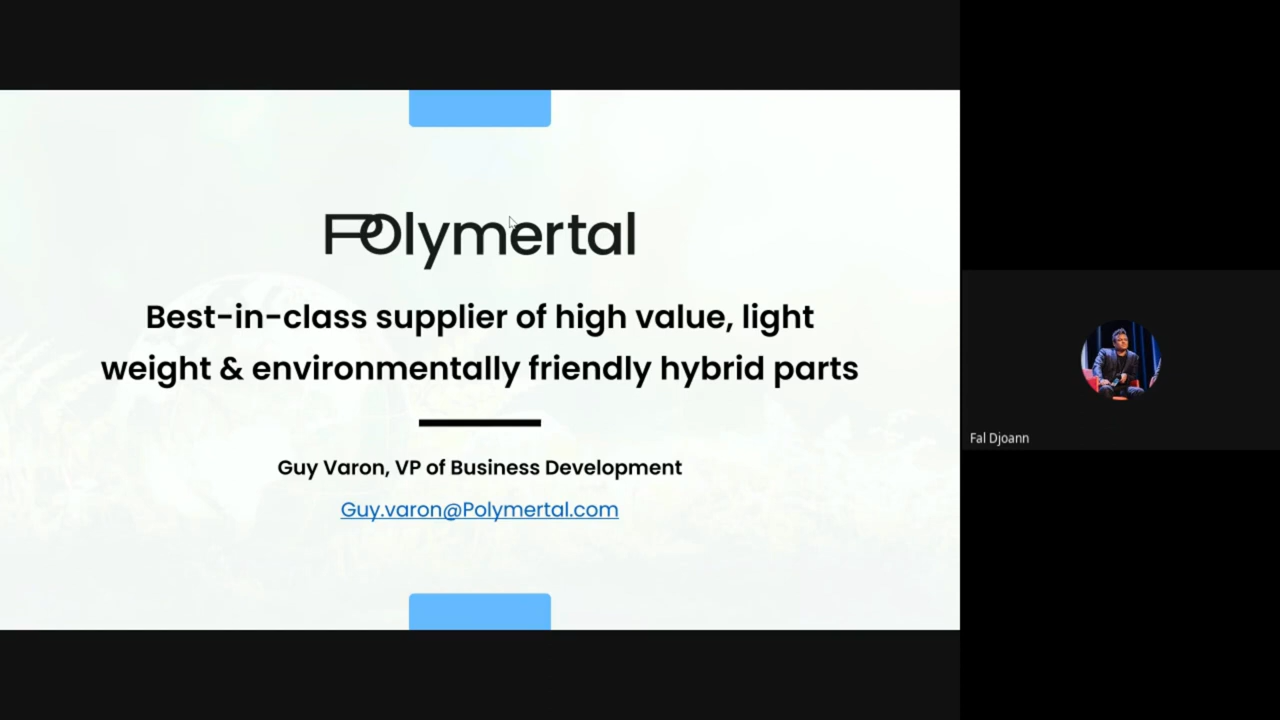 Polymertal
Best-in-class supplier of high value, light
weight & environmentally friendly hybrid parts
Guy Varon, VP of Business Development
Guy.varon@Polymertal.com
Fal Djoann